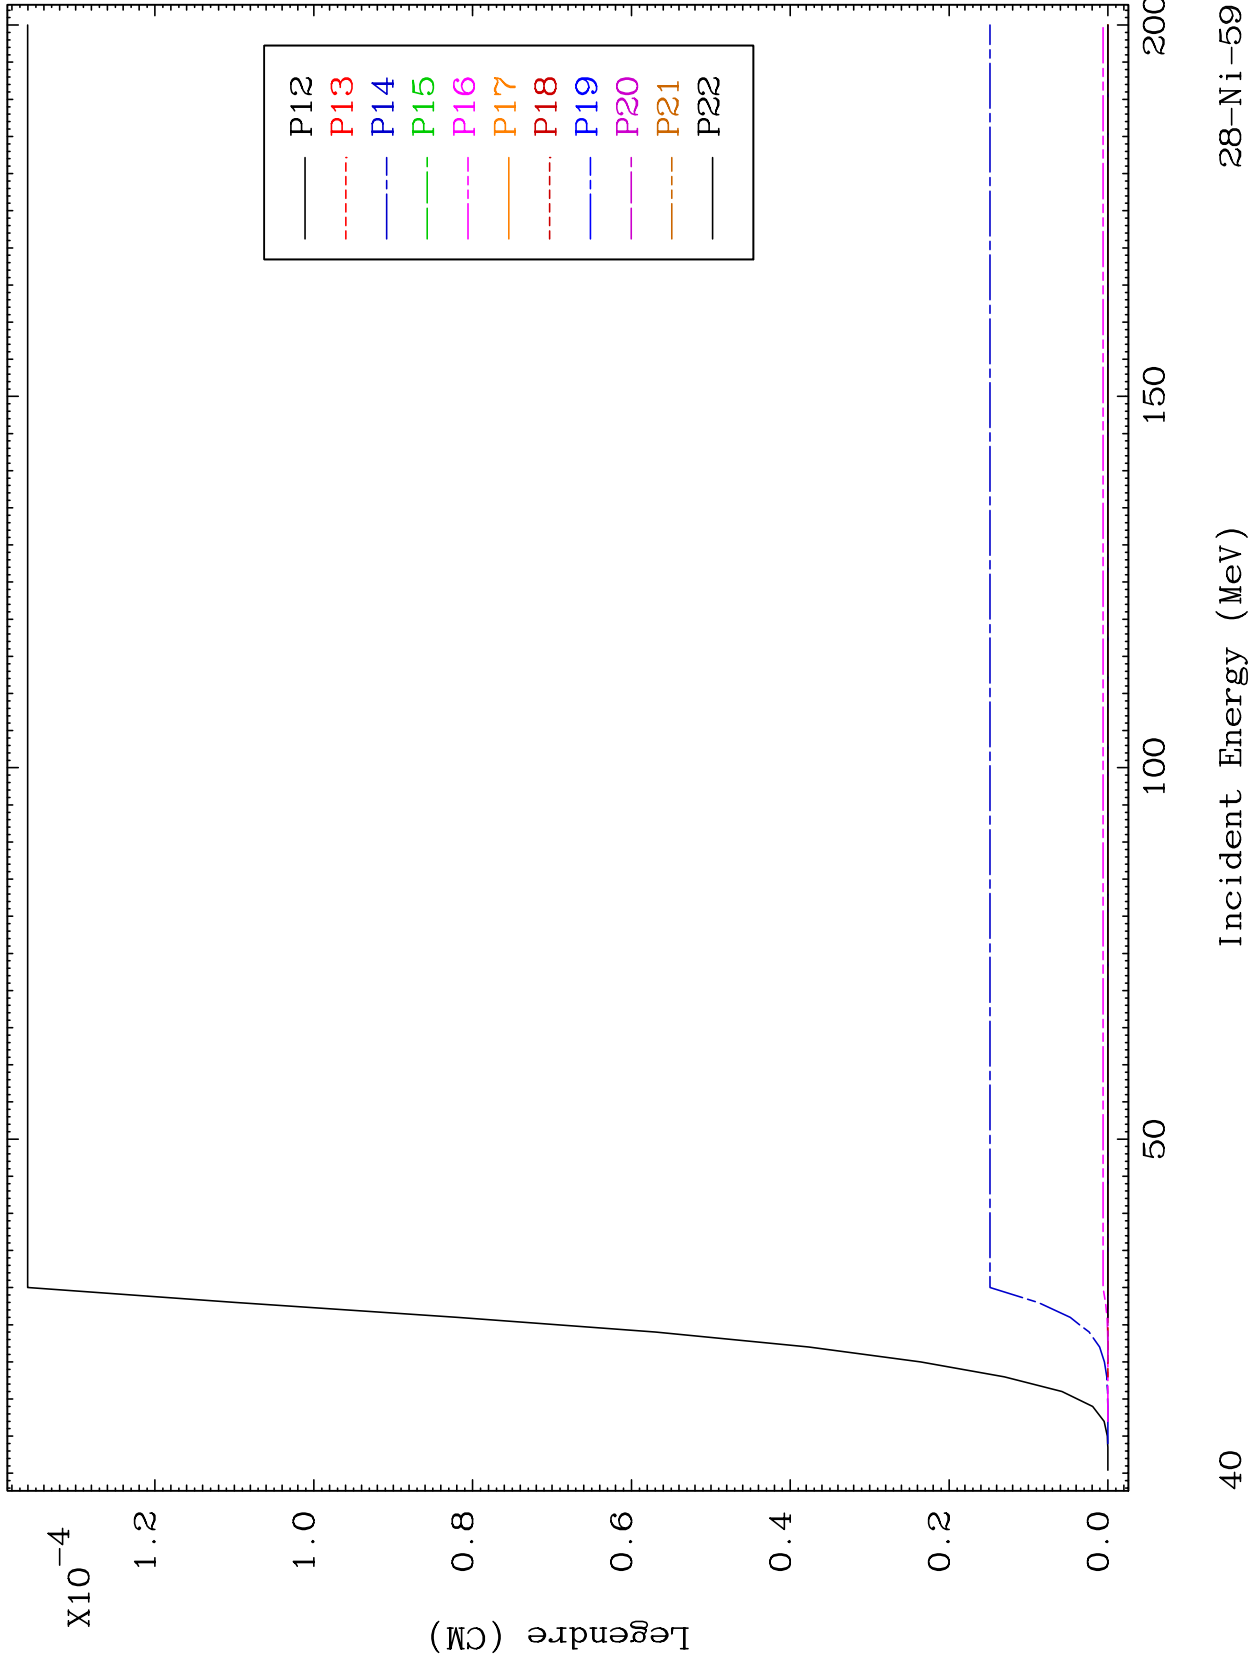 X10-4
Legendre (CM)
1.2
1.0
0.8
0.6
0.4
0.2
0.0
P12
P13
P14
P15
P16
P17
P18
P19
P20
P21
P22
50
100
150
200
Incident Energy (MeV)
40
28-Ni-59